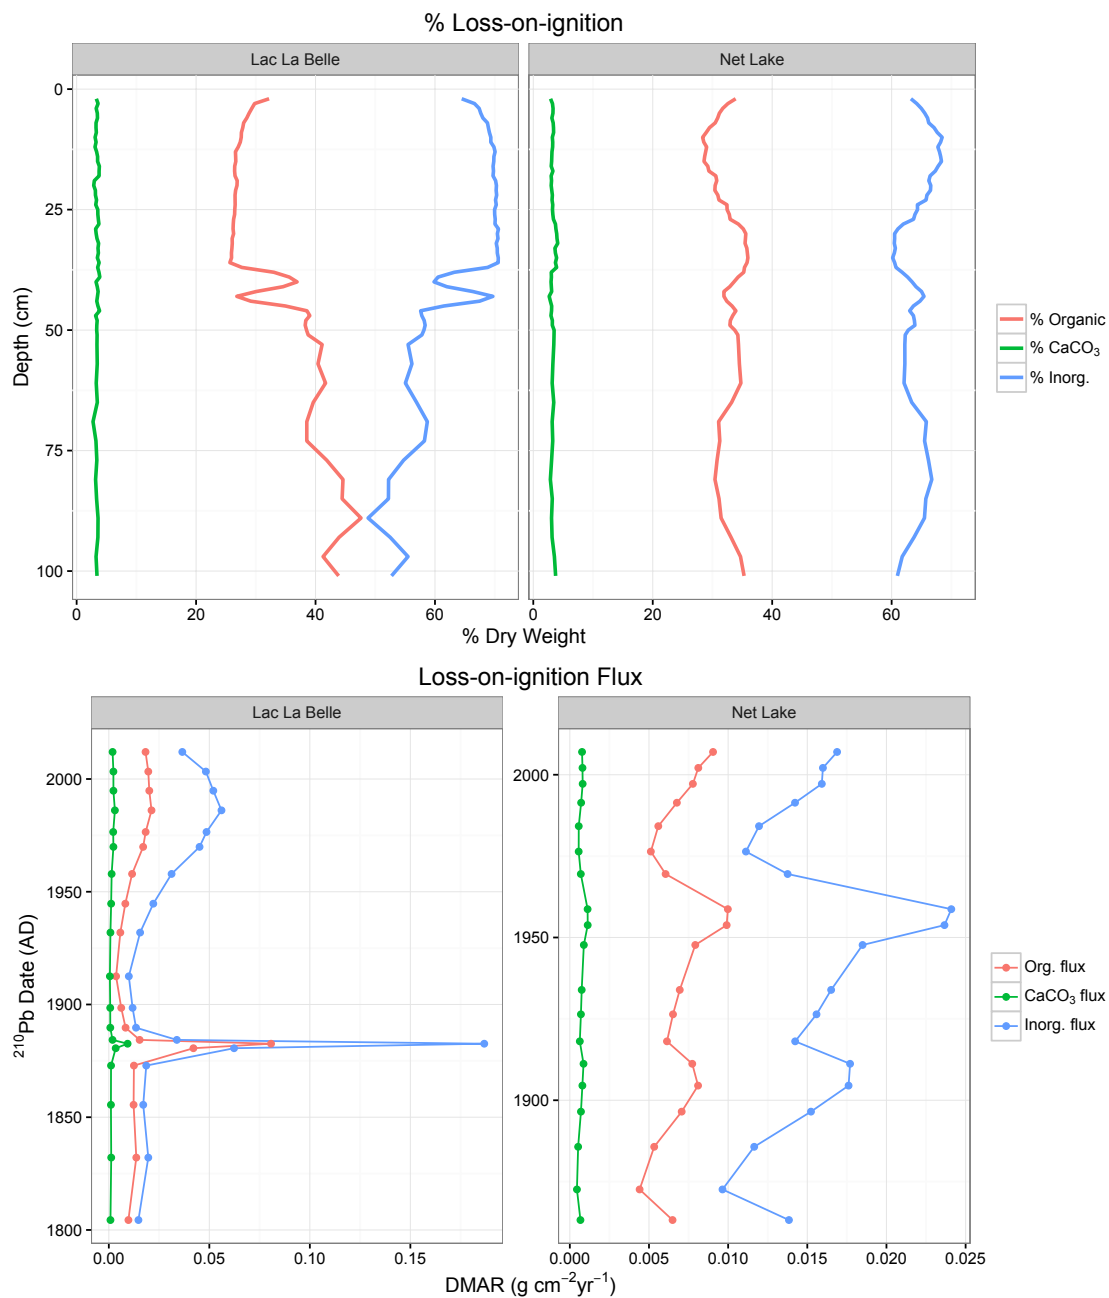 % Loss-on-ignition
Lac La Belle
Net Lake
0
25
50
75
100
Depth (cm)
0 20 40 60
0 20 40 60
% Dry Weight
% Organic
% CaCO₃
% Inorg.
Loss-on-ignition Flux
Lac La Belle
Net Lake
2000
1950
1900
1850
1800
²¹⁰Pb Date (AD)
2000
1950
1900
0.00 0.05 0.10 0.15
0.000 0.005 0.010 0.015 0.020 0.025
DMAR (g cm⁻²yr⁻¹)
Org. flux
CaCO₃ flux
Inorg. flux